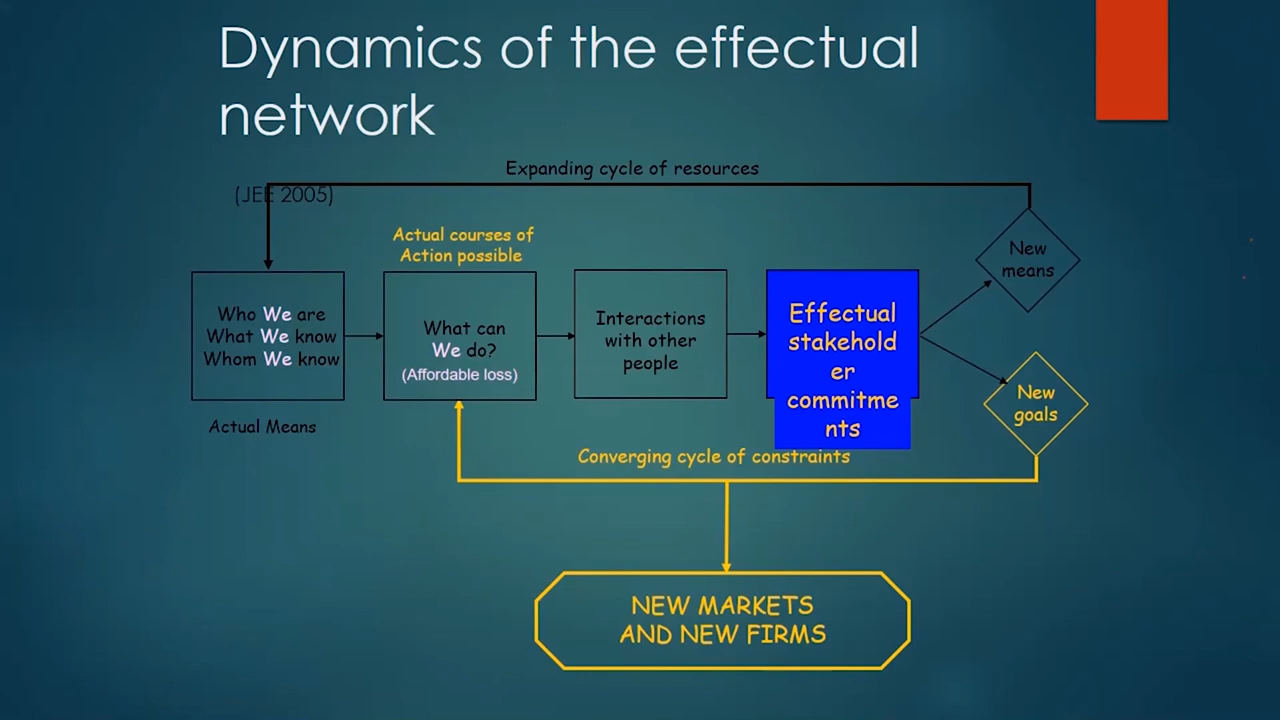 Dynamics of the effectual
network
Expanding cycle of resources
(JEE 2005)
Actual courses of
Action possible
New
means
Who We are
What We know
Whom We know
What can
We do?
(Affordable loss)
Interactions
with other
people
Effectual
stakehold
er
commitme
nts
New
goals
Actual Means
Converging cycle of constraints
NEW MARKETS
AND NEW FIRMS